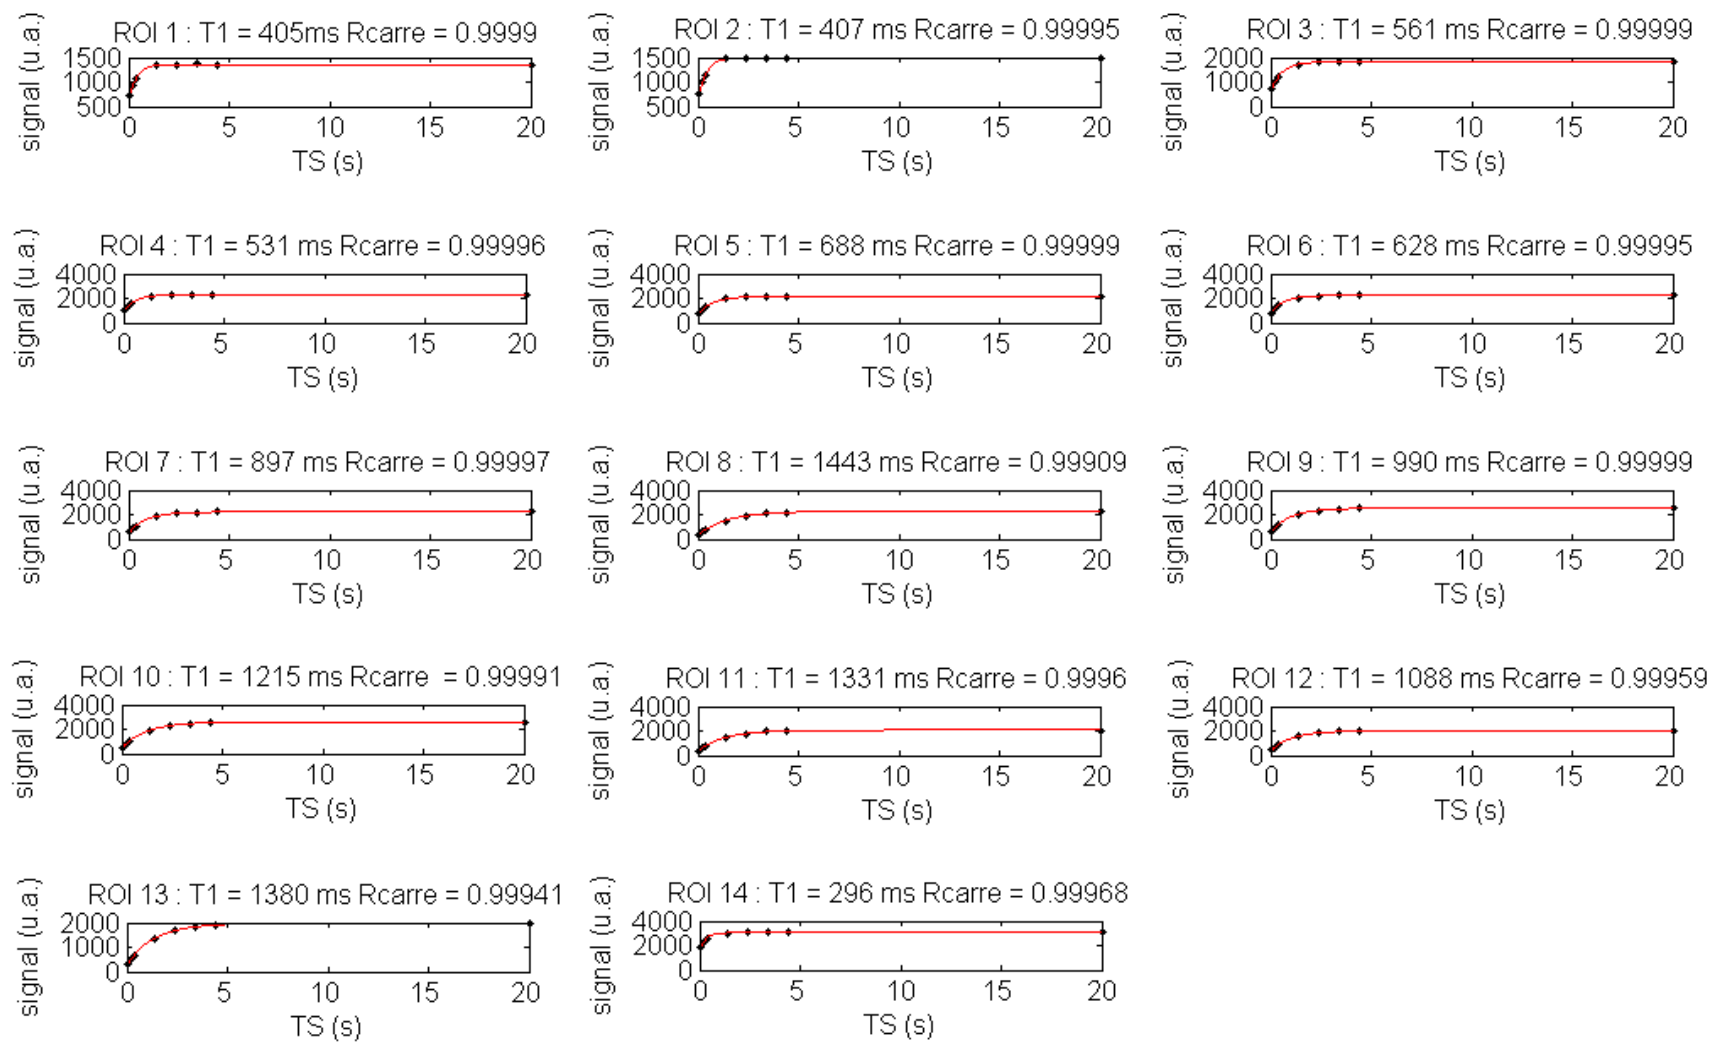 ROI 1 : T1 = 405ms Rcarre = 0.9999
signal (u.a.)
1500
1000
500
0 5 10 15 20
TS (s)
ROI 2 : T1 = 407 ms Rcarre = 0.99995
signal (u.a.)
1500
1000
500
0 5 10 15 20
TS (s)
ROI 3 : T1 = 561 ms Rcarre = 0.99999
signal (u.a.)
2000
1000
0
0 5 10 15 20
TS (s)
ROI 4 : T1 = 531 ms Rcarre = 0.99996
signal (u.a.)
4000
2000
0
0 5 10 15 20
TS (s)
ROI 5 : T1 = 688 ms Rcarre = 0.99999
signal (u.a.)
4000
2000
0
0 5 10 15 20
TS (s)
ROI 6 : T1 = 628 ms Rcarre = 0.99995
signal (u.a.)
4000
2000
0
0 5 10 15 20
TS (s)
ROI 7 : T1 = 897 ms Rcarre = 0.99997
signal (u.a.)
4000
2000
0
0 5 10 15 20
TS (s)
ROI 8 : T1 = 1443 ms Rcarre = 0.99909
signal (u.a.)
4000
2000
0
0 5 10 15 20
TS (s)
ROI 9 : T1 = 990 ms Rcarre = 0.99999
signal (u.a.)
4000
2000
0
0 5 10 15 20
TS (s)
ROI 10 : T1 = 1215 ms Rcarre = 0.99991
signal (u.a.)
4000
2000
0
0 5 10 15 20
TS (s)
ROI 11 : T1 = 1331 ms Rcarre = 0.9996
signal (u.a.)
4000
2000
0
0 5 10 15 20
TS (s)
ROI 12 : T1 = 1088 ms Rcarre = 0.99959
signal (u.a.)
4000
2000
0
0 5 10 15 20
TS (s)
ROI 13 : T1 = 1380 ms Rcarre = 0.99941
signal (u.a.)
2000
1000
0
0 5 10 15 20
TS (s)
ROI 14 : T1 = 296 ms Rcarre = 0.99968
signal (u.a.)
4000
2000
0
0 5 10 15 20
TS (s)